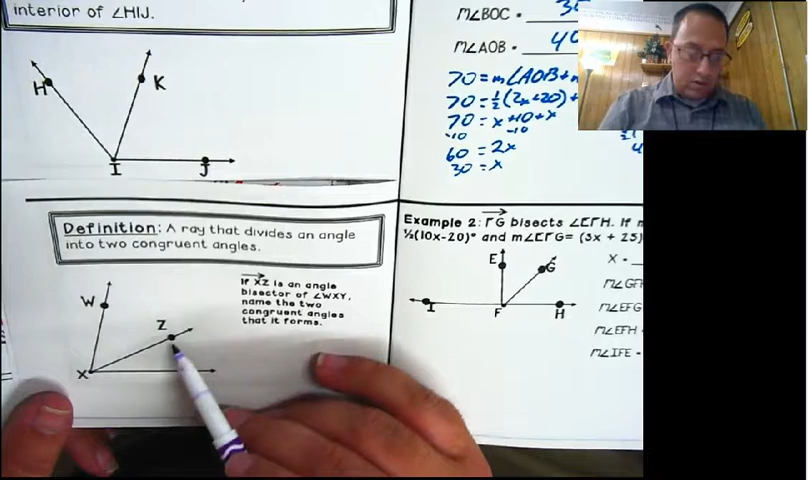 interior of ∠HIJ.
H
K
I
J
Definition: A ray that divides an angle
into two congruent angles.
W
Z
X
If XZ is an angle
bisector of ∠WXY,
name the two
congruent angles
that it forms.
m∠BOC =
m∠AOB =
70 = m∠AOB +
70 = ½(2x+20) +
70 = x+10+x
-10 -10
60 = 2x
30 = x
Example 2: FG bisects ∠EFH. If
½(10x-20)° and m∠EFG= (3x + 25)
E
G
I
F
H
X =
m∠GF
m∠EFG
m∠EFH
m∠IFE =